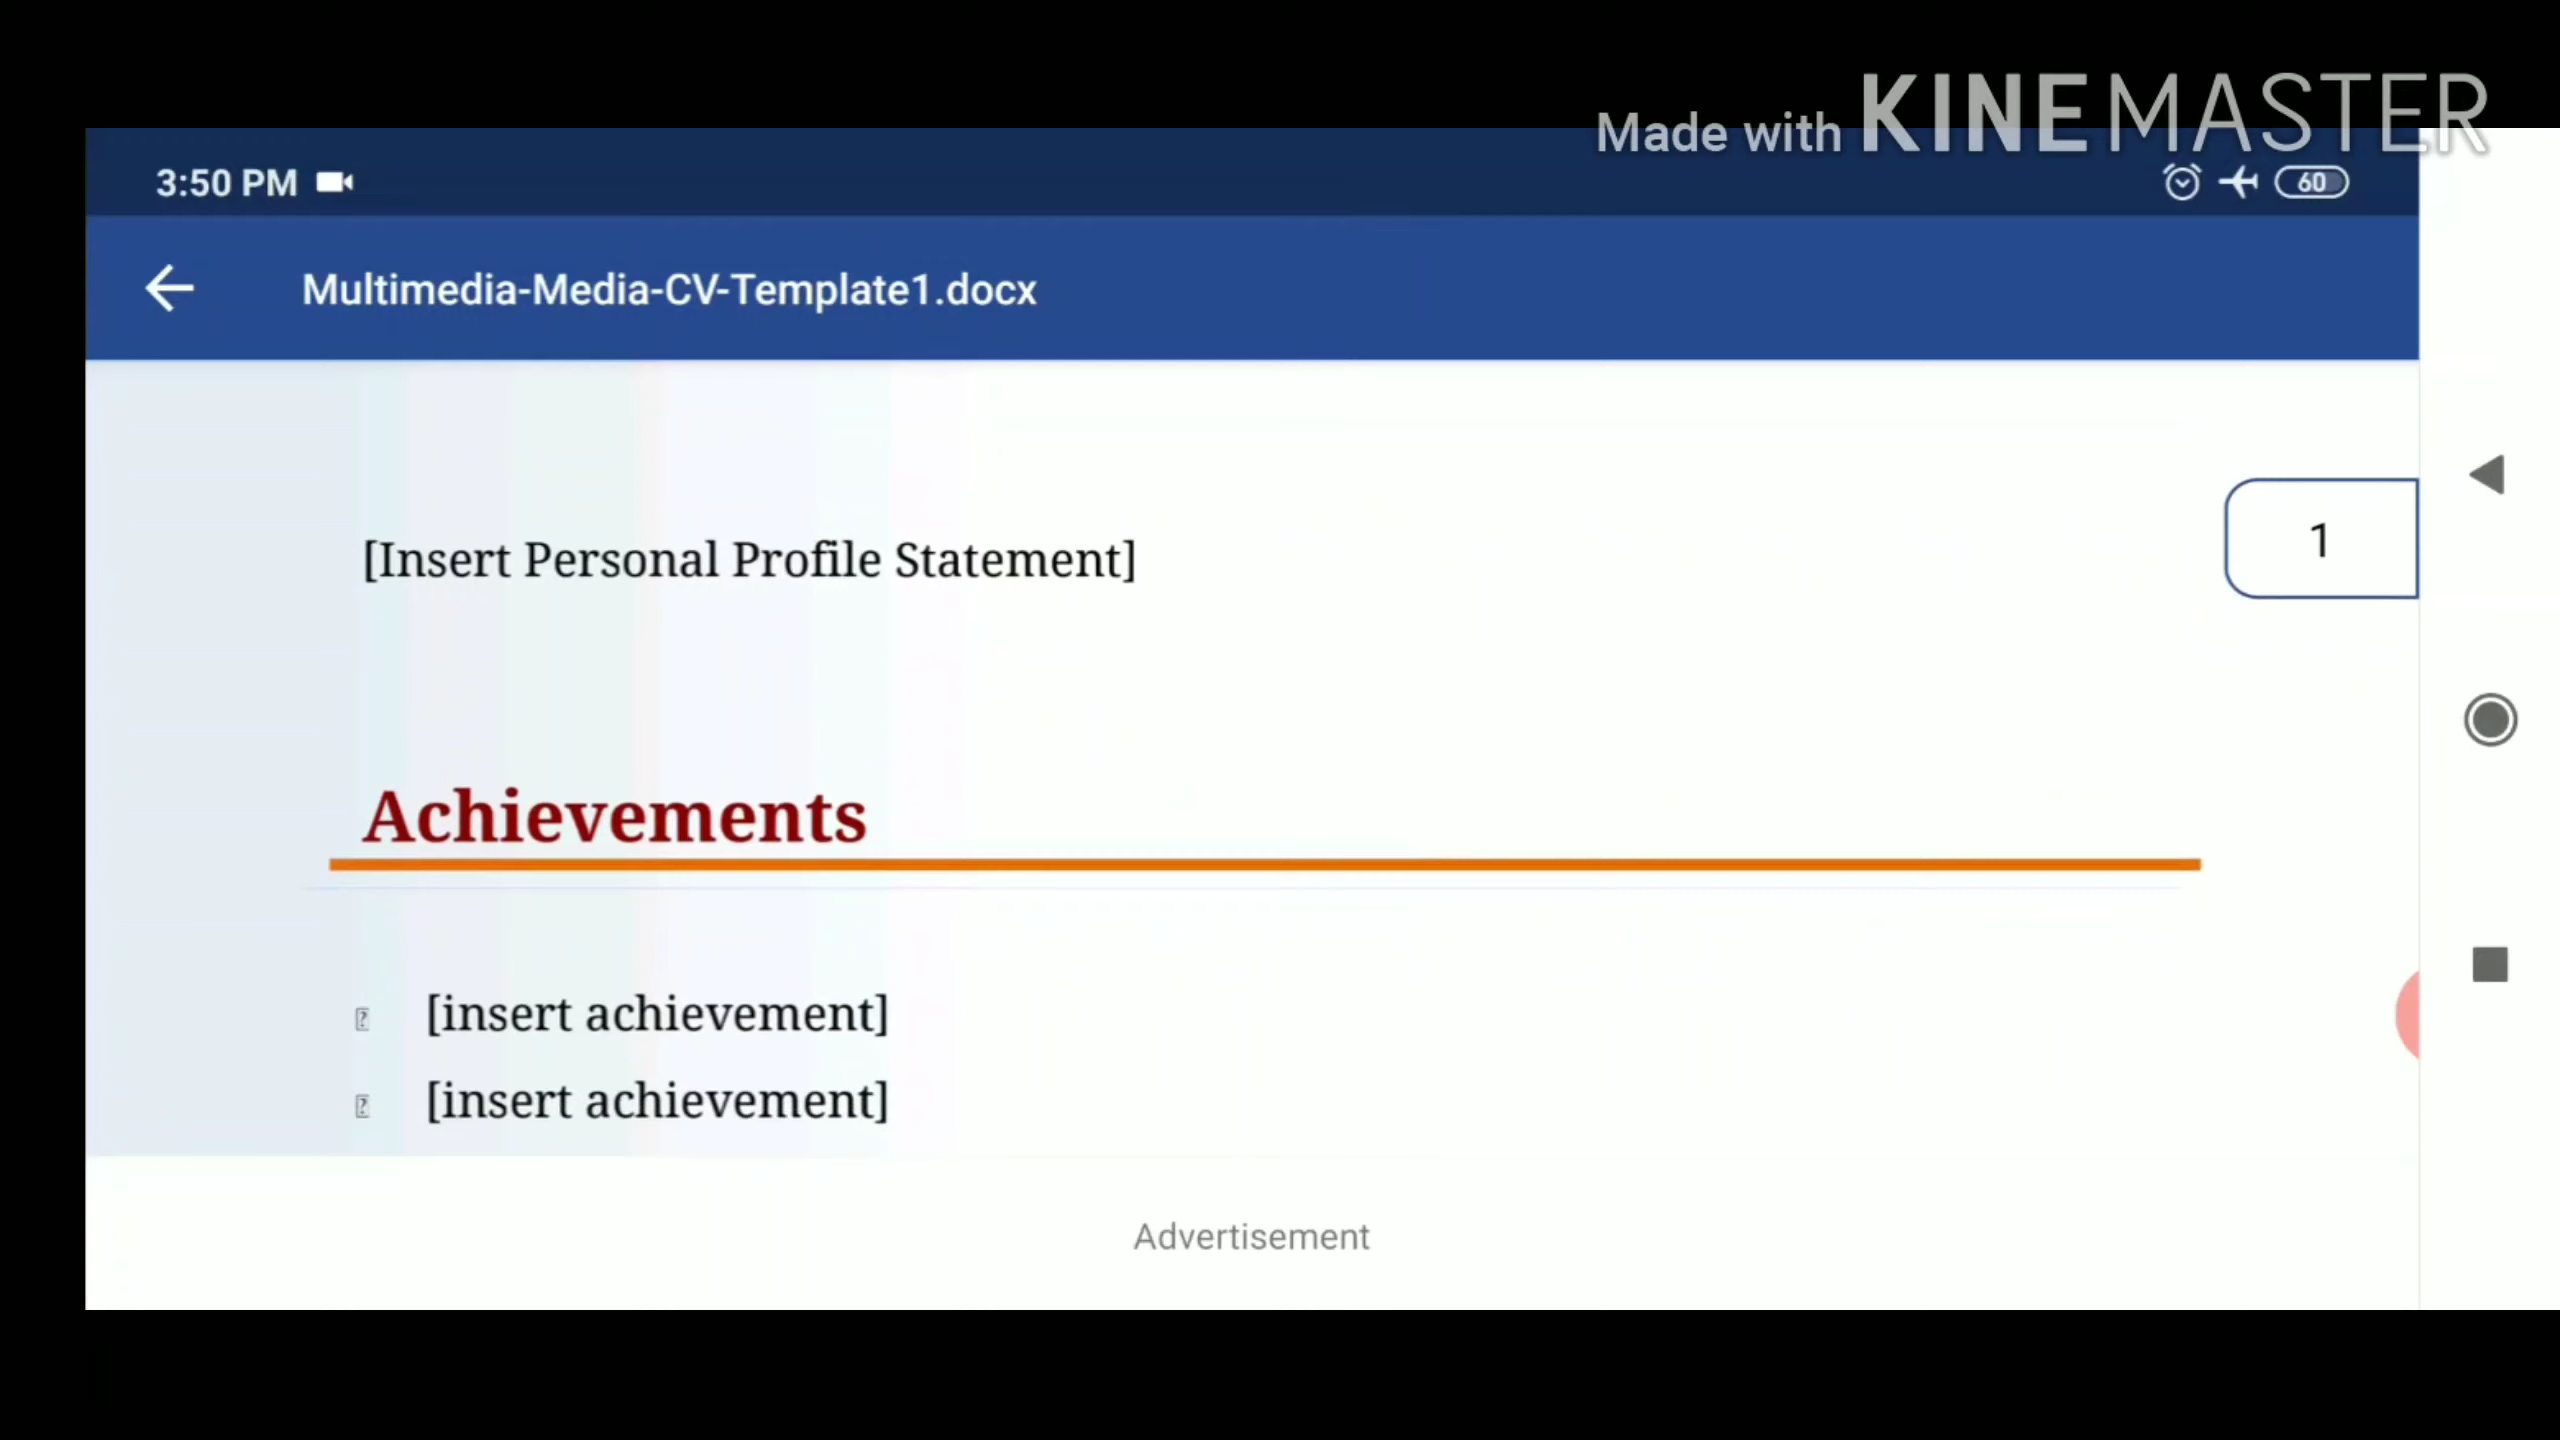 Made with KINEMASTER
3:50 PM
60
Multimedia-Media-CV-Template1.docx
[Insert Personal Profile Statement]
1
Achievements
[insert achievement]
[insert achievement]
Advertisement